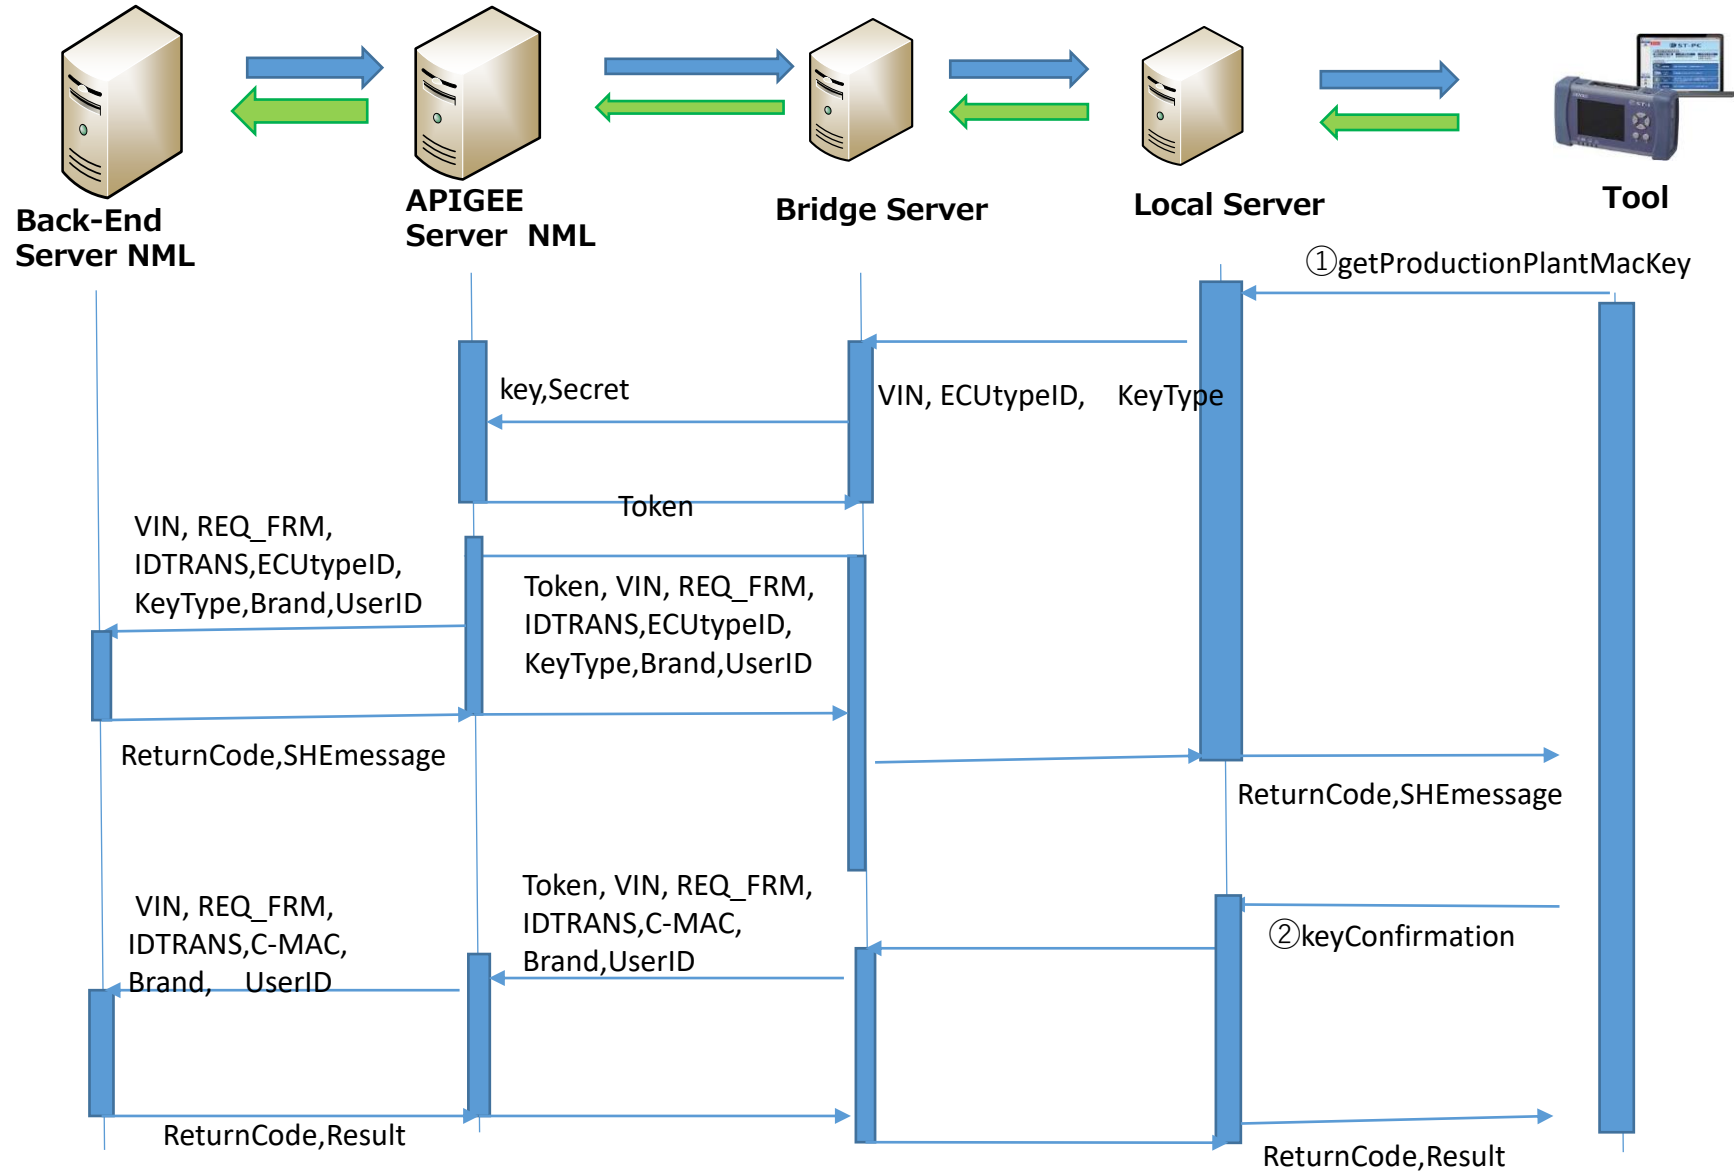 ST-PC
Back-End
Server NML
APIGEE
Server NML
Bridge Server
Local Server
Tool
①getProductionPlantMacKey
key,Secret
VIN, ECUtypeID, KeyType
Token
VIN, REQ_FRM,
IDTRANS,ECUtypeID,
KeyType,Brand,UserID
Token, VIN, REQ_FRM,
IDTRANS,ECUtypeID,
KeyType,Brand,UserID
ReturnCode,SHEmessage
ReturnCode,SHEmessage
VIN, REQ_FRM,
IDTRANS,C-MAC,
Brand, UserID
Token, VIN, REQ_FRM,
IDTRANS,C-MAC,
Brand,UserID
②keyConfirmation
ReturnCode,Result
ReturnCode,Result